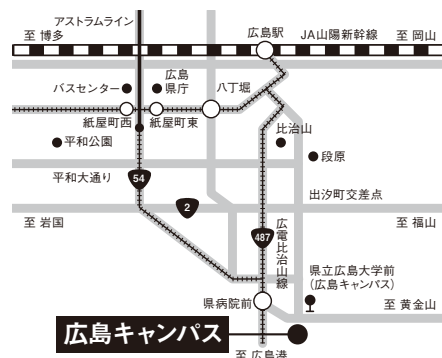 アストラムライン
広島駅
JA山陽新幹線
至 博多
至 岡山
バスセンター
広島
県庁
八丁堀
紙屋町西
紙屋町東
比治山
平和公園
段原
平和大通り
54
出汐町交差点
2
至 岩国
至 福山
487
広電比治山線
県立広島大学前
(広島キャンパス)
県病院前
至 黄金山
広島キャンパス
至 広島港